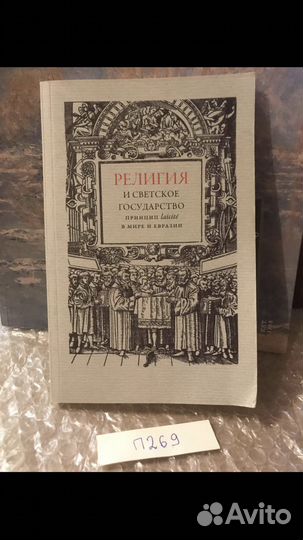 РЕЛИГИЯ
И СВЕТСКОЕ
ГОСУДАРСТВО
ПРИНЦИП laïcité
В МИРЕ И ЕВРАЗИИ
П269
Avito